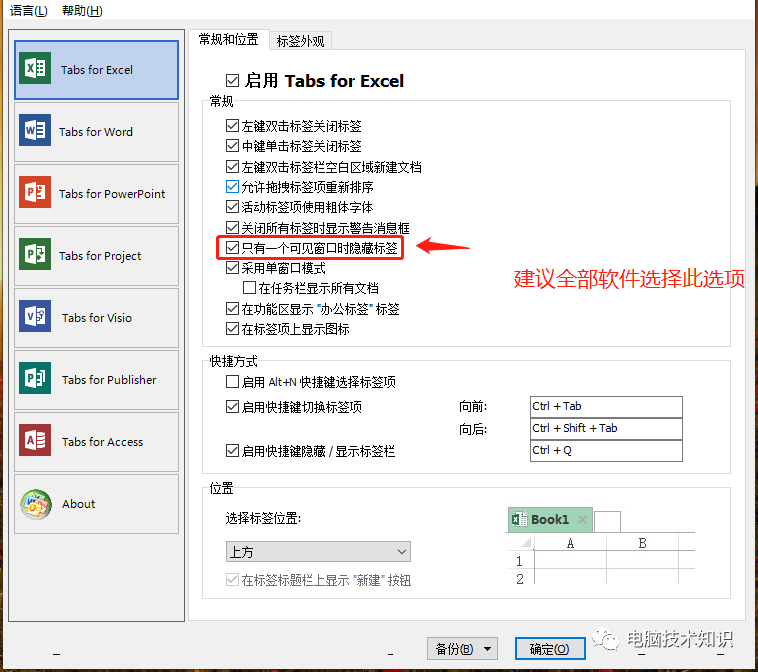 语言(L) 帮助(H)
Tabs for Excel
Tabs for Word
Tabs for PowerPoint
Tabs for Project
Tabs for Visio
Tabs for Publisher
Tabs for Access
About
常规和位置 标签外观
启用 Tabs for Excel
常规
左键双击标签关闭标签
中键单击标签关闭标签
左键双击标签栏空白区域新建文档
允许拖拽标签项重新排序
活动标签项使用粗体字体
关闭所有标签时显示警告消息框
只有一个可见窗口时隐藏标签
建议全部软件选择此选项
采用单窗口模式
在任务栏显示所有文档
在功能区显示 "办公标签" 标签
在标签项上显示图标
快捷方式
启用 Alt+N 快捷键选择标签项
启用快捷键切换标签项 向前: Ctrl + Tab
向后: Ctrl + Shift + Tab
启用快捷键隐藏 / 显示标签栏 Ctrl + Q
位置
选择标签位置:
上方
在标签标题栏上显示 "新建" 按钮
Book1
A B
1
2
备份(B) 确定(O)
电脑技术知识